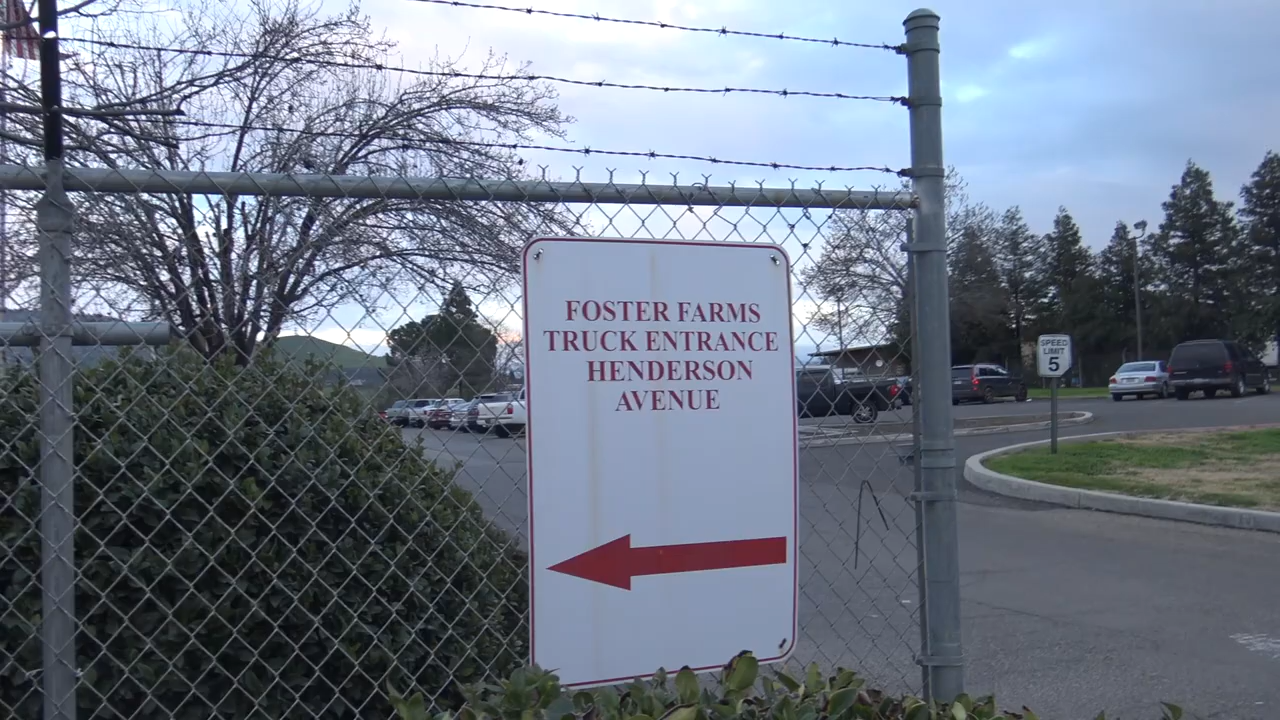 FOSTER FARMS
TRUCK ENTRANCE
HENDERSON
AVENUE
SPEED
LIMIT
5